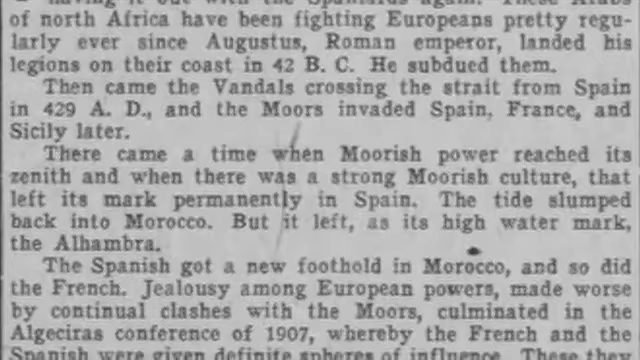 having it out with the Spaniards again. These Arabs
of north Africa have been fighting Europeans pretty regu-
larly ever since Augustus, Roman emperor, landed his
legions on their coast in 42 B. C. He subdued them.
Then came the Vandals crossing the strait from Spain
in 429 A. D., and the Moors invaded Spain, France, and
Sicily later.
There came a time when Moorish power reached its
zenith and when there was a strong Moorish culture, that
left its mark permanently in Spain. The tide slumped
back into Morocco. But it left, as its high water mark,
the Alhambra.
The Spanish got a new foothold in Morocco, and so did
the French. Jealousy among European powers, made worse
by continual clashes with the Moors, culminated in the
Algeciras conference of 1907, whereby the French and the
Spanish were given definite spheres of influence. There they